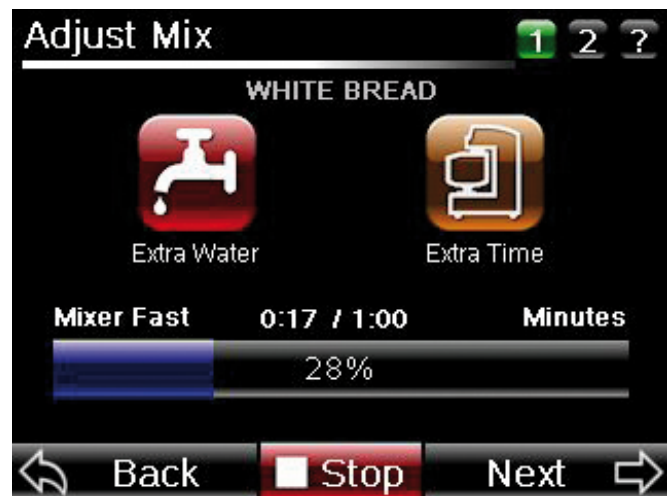 Adjust Mix 1 2 ?
WHITE BREAD
Extra Water Extra Time
Mixer Fast 0:17 / 1:00 Minutes
28%
Back Stop Next